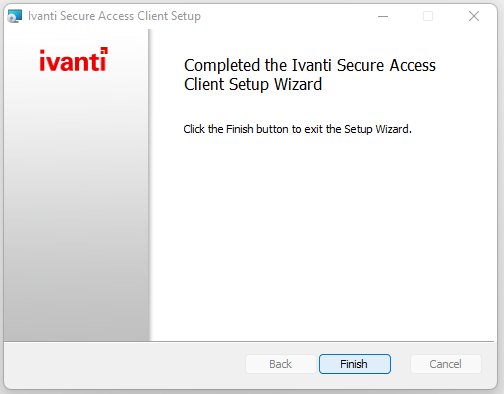 Ivanti Secure Access Client Setup
ivanti
Completed the Ivanti Secure Access
Client Setup Wizard
Click the Finish button to exit the Setup Wizard.
Back
Finish
Cancel